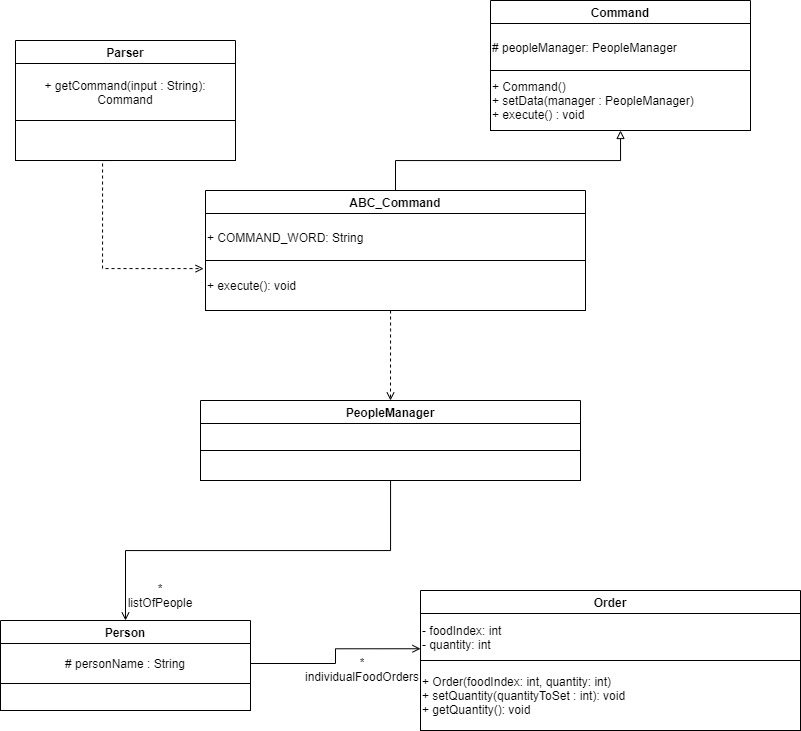 Command
# peopleManager: PeopleManager
+ Command()
+ setData(manager : PeopleManager)
+ execute() : void
Parser
+ getCommand(input : String):
Command
ABC_Command
+ COMMAND_WORD: String
+ execute(): void
PeopleManager
*
listOfPeople
Person
# personName : String
*
individualFoodOrders
Order
- foodIndex: int
- quantity: int
+ Order(foodIndex: int, quantity: int)
+ setQuantity(quantityToSet : int): void
+ getQuantity(): void